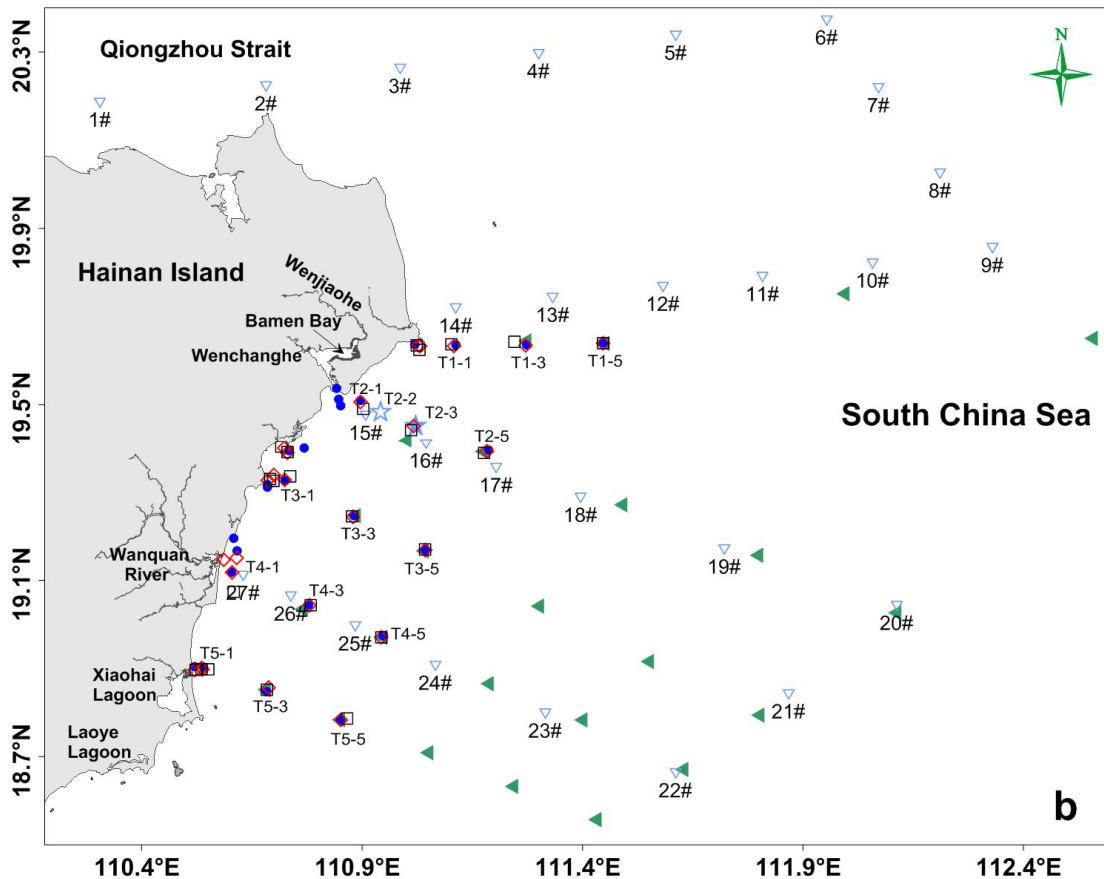 Qiongzhou Strait
N
1#
2#
3#
4#
5#
6#
7#
8#
9#
10#
11#
12#
13#
14#
Hainan Island
Wenjiaohe
Bamen Bay
Wenchanghe
T1-1
T1-3
T1-5
T2-1
T2-2
T2-3
T2-5
15#
16#
17#
18#
19#
20#
South China Sea
T3-1
T3-3
T3-5
Wanquan
River
T4-1
T4-3
T4-5
27#
26#
25#
24#
23#
22#
21#
T5-1
T5-3
T5-5
Xiaohai
Lagoon
Laoye
Lagoon
b
20.3°N
19.9°N
19.5°N
19.1°N
18.7°N
110.4°E
110.9°E
111.4°E
111.9°E
112.4°E